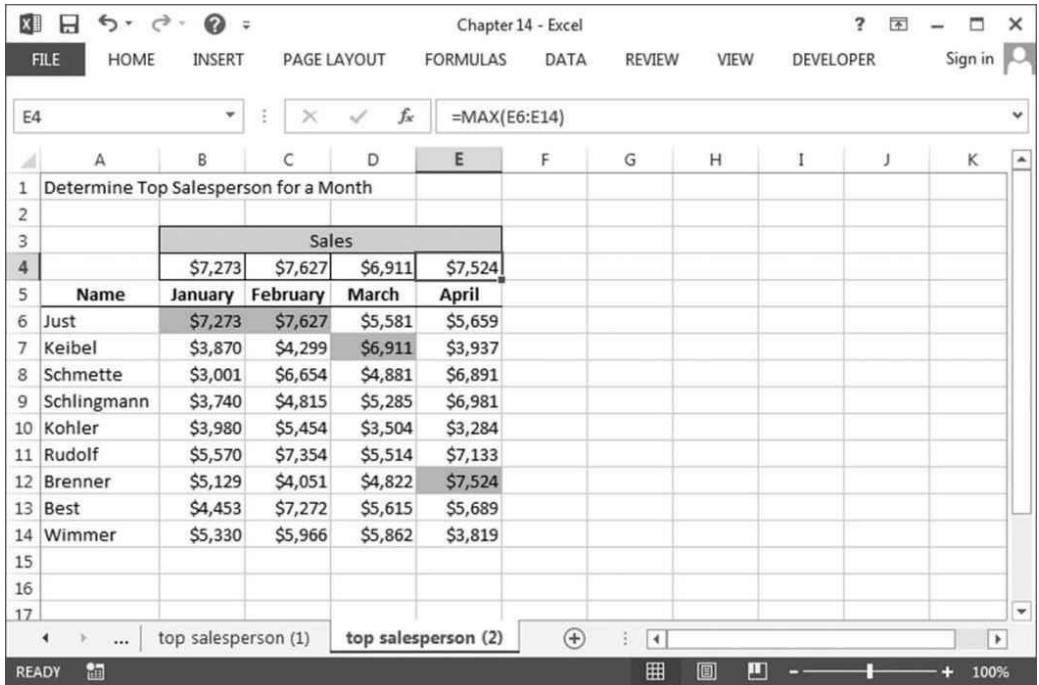 Chapter 14 - Excel
?
FILE HOME INSERT PAGE LAYOUT FORMULAS DATA REVIEW VIEW DEVELOPER Sign in
E4 fx =MAX(E6:E14)
A B C D E F G H I J K
1 Determine Top Salesperson for a Month
2
3 Sales
4 $7,273 $7,627 $6,911 $7,524
5 Name January February March April
6 Just $7,273 $7,627 $5,581 $5,659
7 Keibel $3,870 $4,299 $6,911 $3,937
8 Schmette $3,001 $6,654 $4,881 $6,891
9 Schlingmann $3,740 $4,815 $5,285 $6,981
10 Kohler $3,980 $5,454 $3,504 $3,284
11 Rudolf $5,570 $7,354 $5,514 $7,133
12 Brenner $5,129 $4,051 $4,822 $7,524
13 Best $4,453 $7,272 $5,615 $5,689
14 Wimmer $5,330 $5,966 $5,862 $3,819
15
16
17
... top salesperson (1) top salesperson (2)
READY 100%